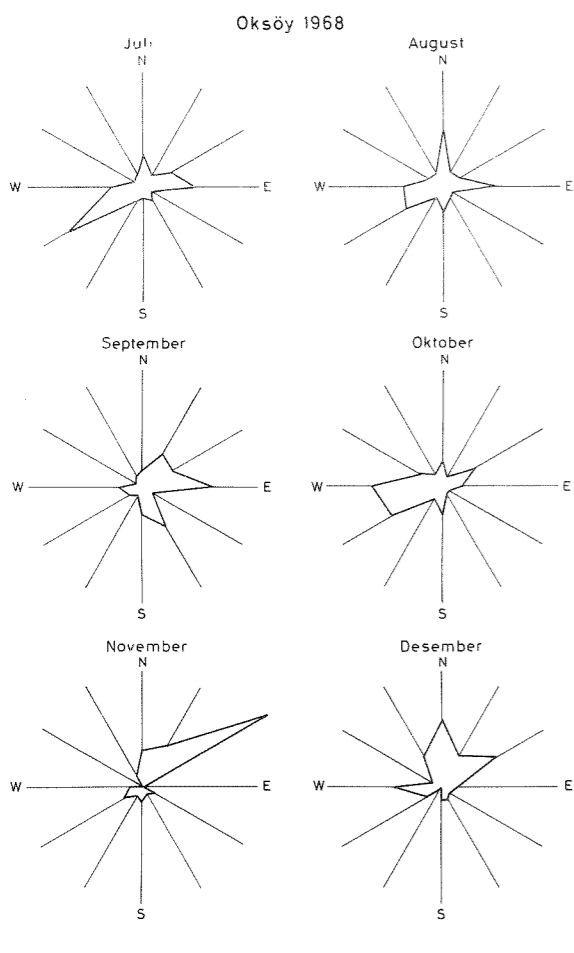 Oksöy 1968
Juli August
N N
W E W E
S S
September Oktober
N N
W E W E
S S
November Desember
N N
W E W E
S S